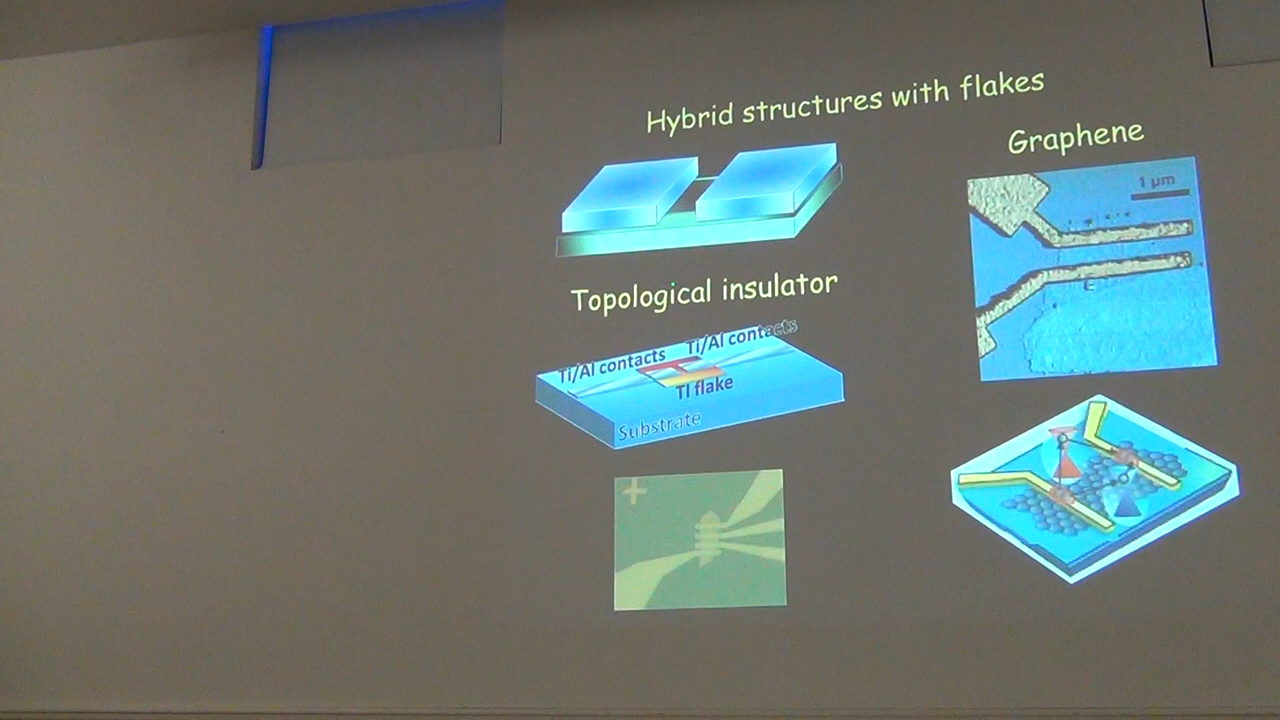 Hybrid structures with flakes
Graphene
1 µm
Topological insulator
Ti/Al contacts
Ti/Al contacts
TI flake
Substrate